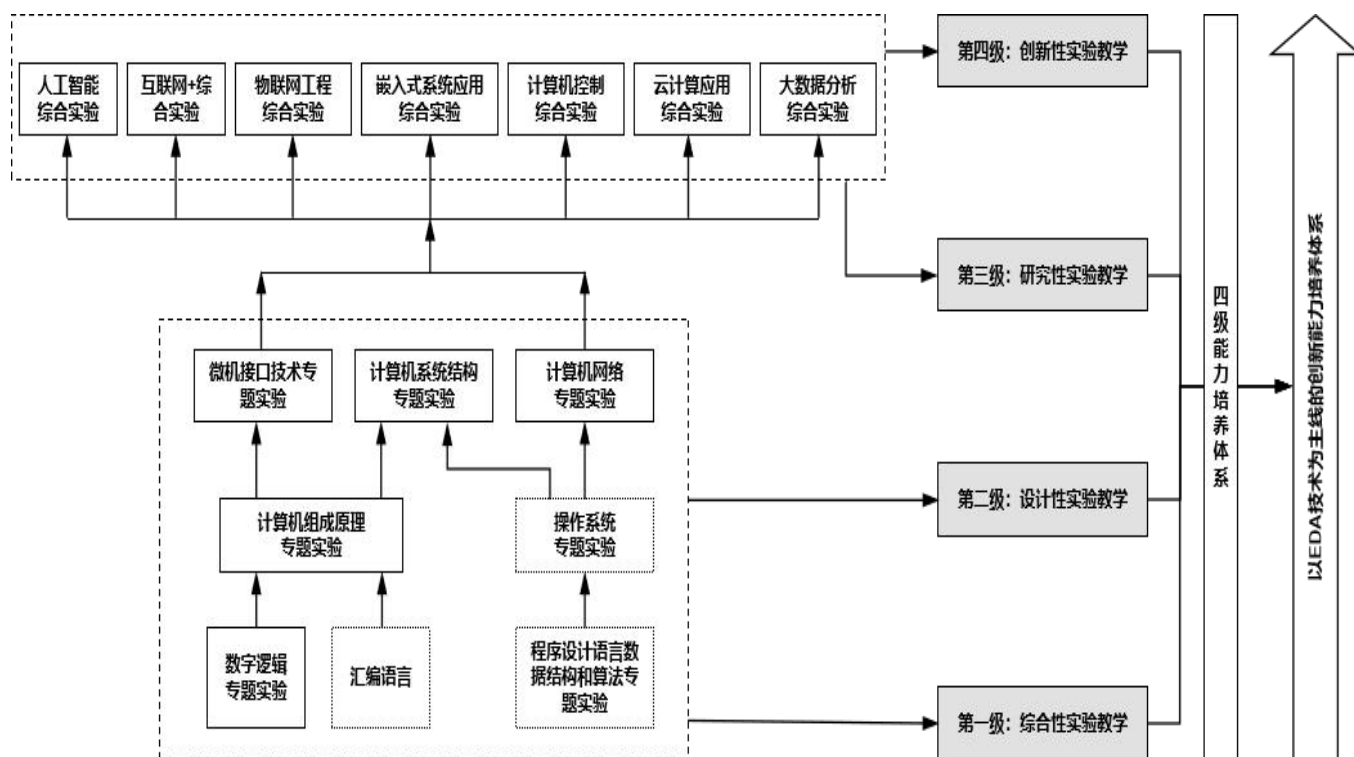 第四级：创新性实验教学
人工智能
综合实验
互联网+综
合实验
物联网工程
综合实验
嵌入式系统应用
综合实验
计算机控制
综合实验
云计算应用
综合实验
大数据分析
综合实验
第三级：研究性实验教学
微机接口技术专
题实验
计算机系统结构
专题实验
计算机网络
专题实验
第二级：设计性实验教学
计算机组成原理
专题实验
操作系统
专题实验
数字逻辑
专题实验
汇编语言
程序设计语言数
据结构和算法专
题实验
第一级：综合性实验教学
四级能力培养体系
以EDA技术为主线的创新能力培养体系